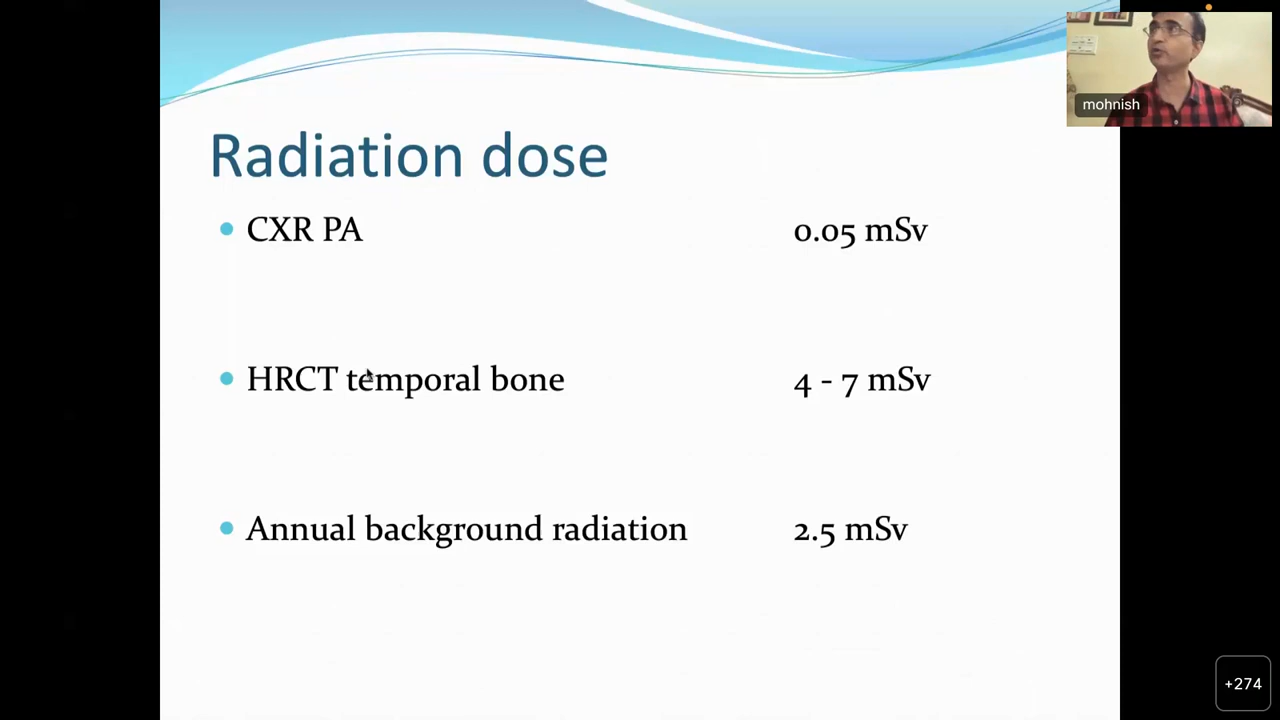 mohnish
Radiation dose
CXR PA 0.05 mSv
HRCT temporal bone 4 - 7 mSv
Annual background radiation 2.5 mSv
+274